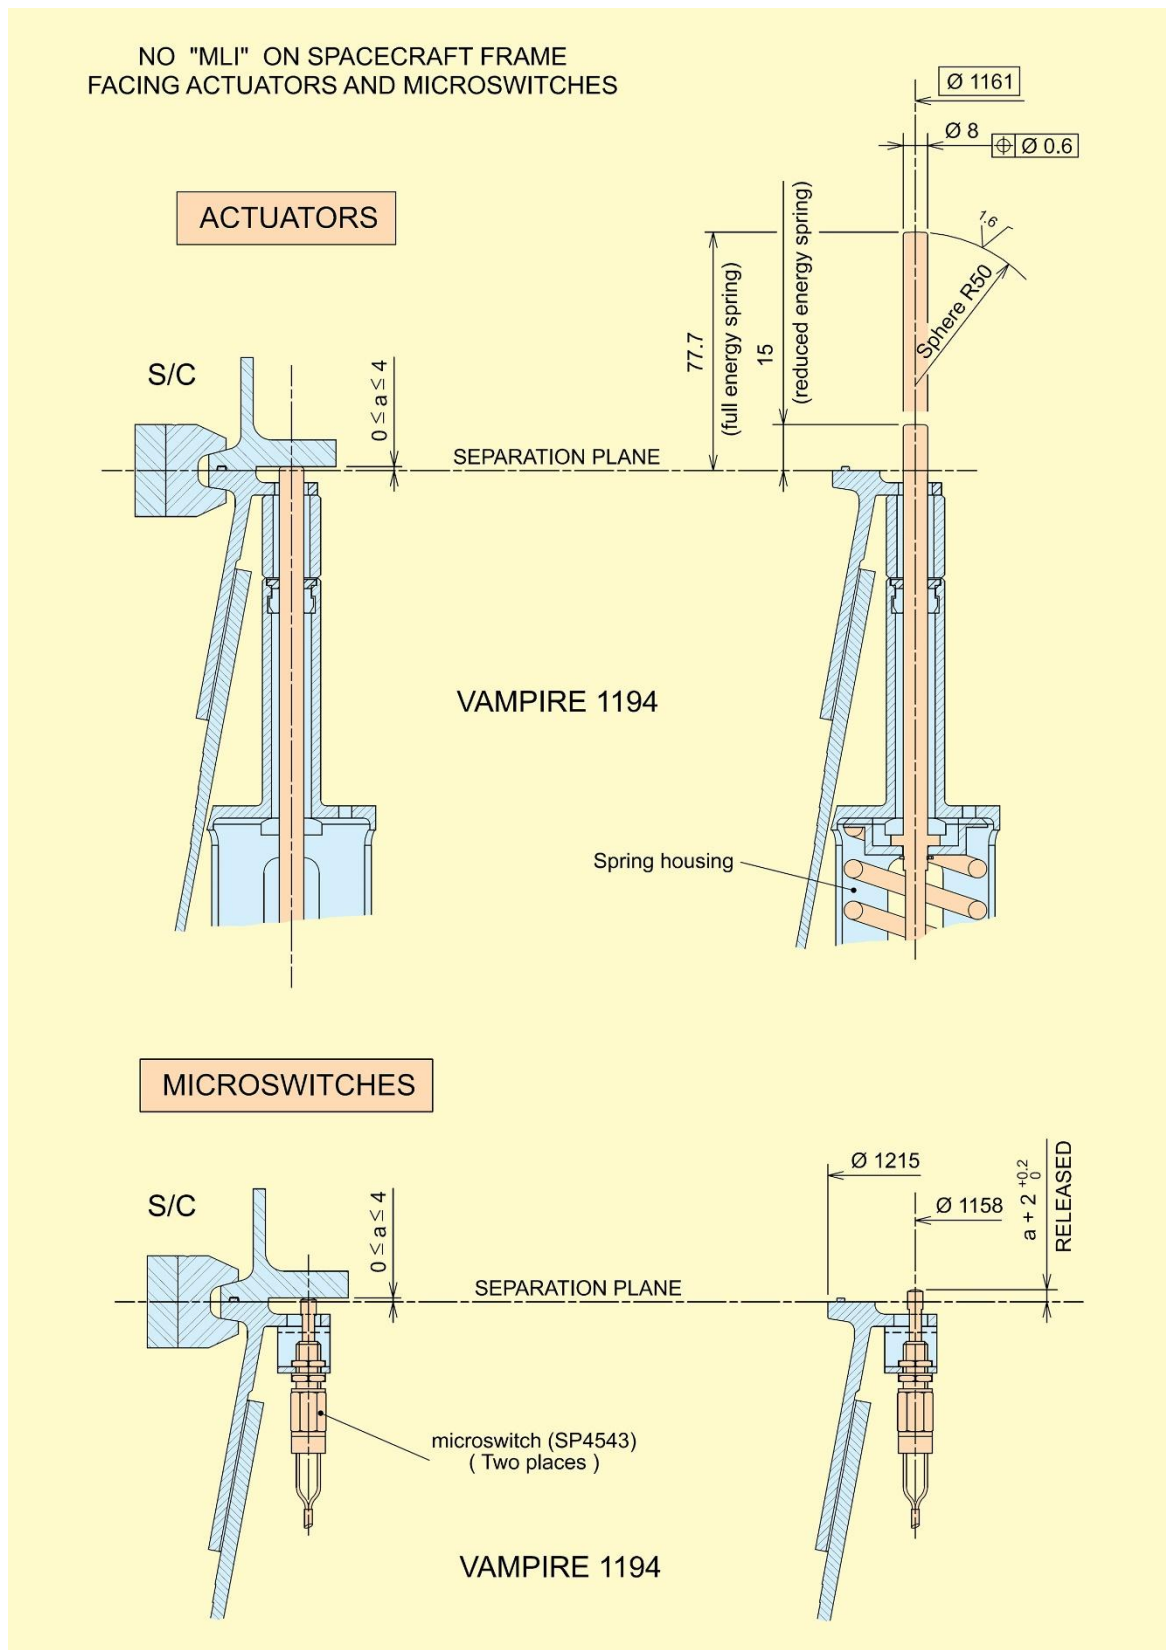 NO "MLI" ON SPACECRAFT FRAME
FACING ACTUATORS AND MICROSWITCHES
Ø 1161
Ø 8
Ø 0.6
ACTUATORS
1.6
Sphere R50
77.7
(full energy spring)
15
(reduced energy spring)
S/C
0 ≤ a ≤ 4
SEPARATION PLANE
VAMPIRE 1194
Spring housing
MICROSWITCHES
S/C
0 ≤ a ≤ 4
SEPARATION PLANE
Ø 1215
Ø 1158
a + 2 +0.2 0
RELEASED
microswitch (SP4543)
( Two places )
VAMPIRE 1194